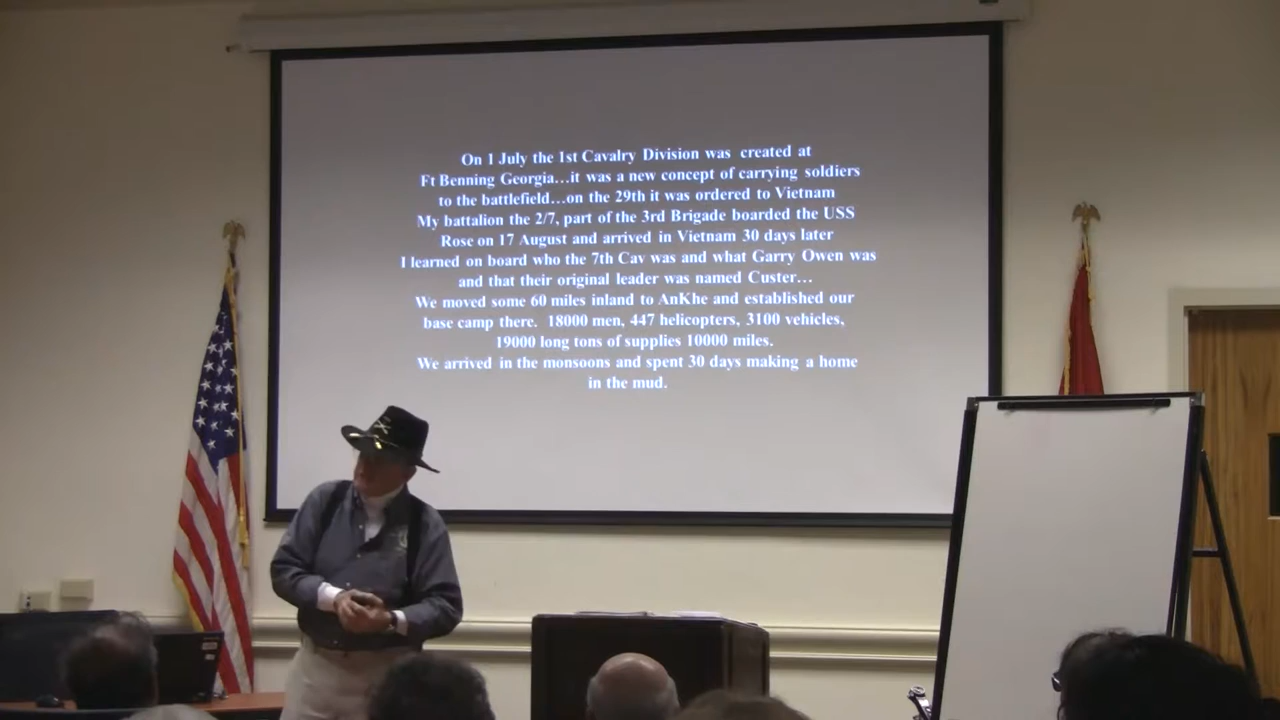 On 1 July the 1st Cavalry Division was created at
Ft Benning Georgia...it was a new concept of carrying soldiers
to the battlefield...on the 29th it was ordered to Vietnam
My battalion the 2/7, part of the 3rd Brigade boarded the USS
Rose on 17 August and arrived in Vietnam 30 days later
I learned on board who the 7th Cav was and what Garry Owen was
and that their original leader was named Custer...
We moved some 60 miles inland to AnKhe and established our
base camp there. 18000 men, 447 helicopters, 3100 vehicles,
19000 long tons of supplies 10000 miles.
We arrived in the monsoons and spent 30 days making a home
in the mud.